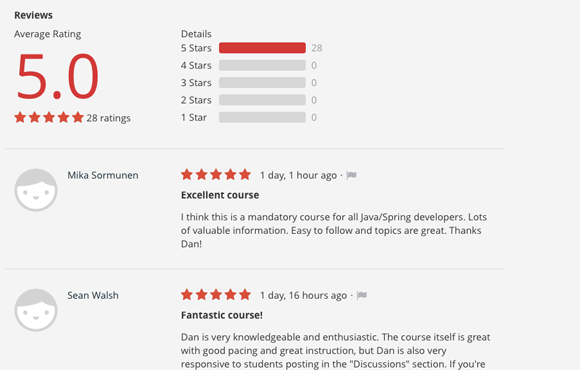 Reviews
Average Rating
5.0
28 ratings
Details
5 Stars 28
4 Stars 0
3 Stars 0
2 Stars 0
1 Star 0
Mika Sormunen
1 day, 1 hour ago ·
Excellent course
I think this is a mandatory course for all Java/Spring developers. Lots
of valuable information. Easy to follow and topics are great. Thanks
Dan!
Sean Walsh
1 day, 16 hours ago ·
Fantastic course!
Dan is very knowledgeable and enthusiastic. The course itself is great
with good pacing and great instruction, but Dan is also very
responsive to students posting in the "Discussions" section. If you're